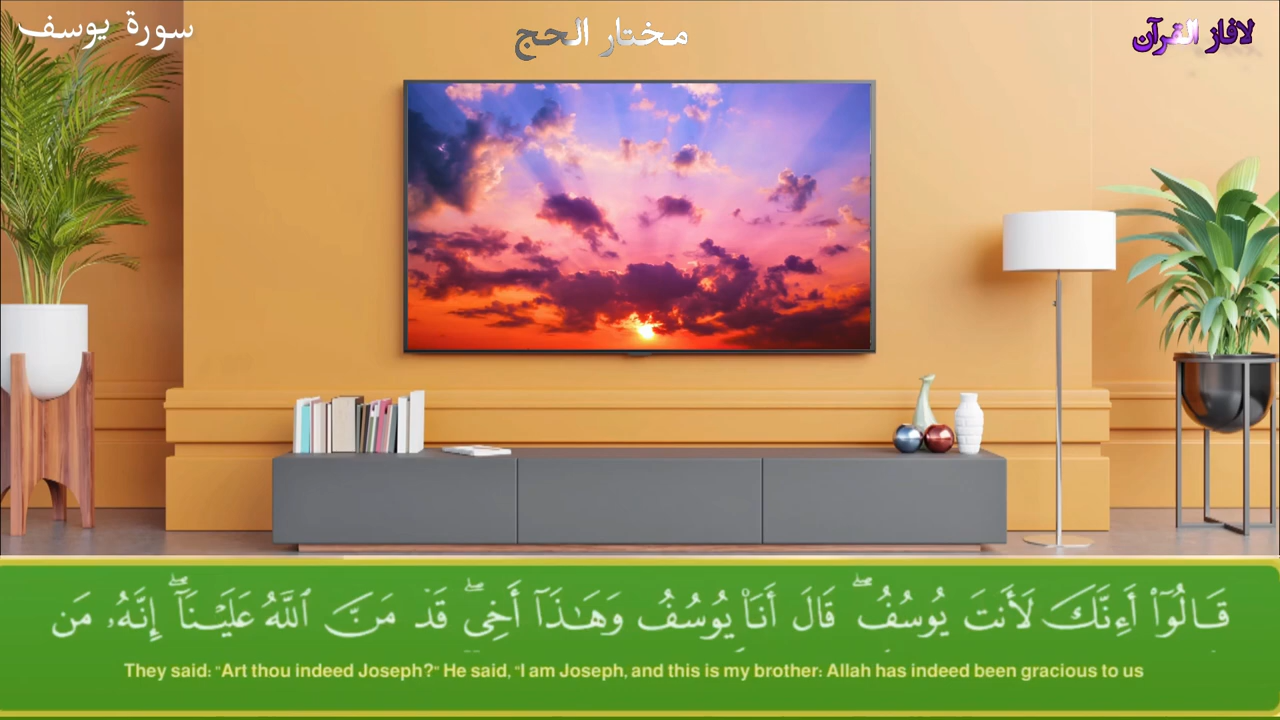 سورة يوسف
مختار الحج
لافاز القرآن
قَالُوٓا۟ أَءِنَّكَ لَأَنتَ يُوسُفُ ۖ قَالَ أَنَا۠ يُوسُفُ وَهَـٰذَآ أَخِى ۖ قَدْ مَنَّ ٱللَّهُ عَلَيْنَآ ۖ إِنَّهُۥ مَن
They said: "Art thou indeed Joseph?" He said, "I am Joseph, and this is my brother: Allah has indeed been gracious to us